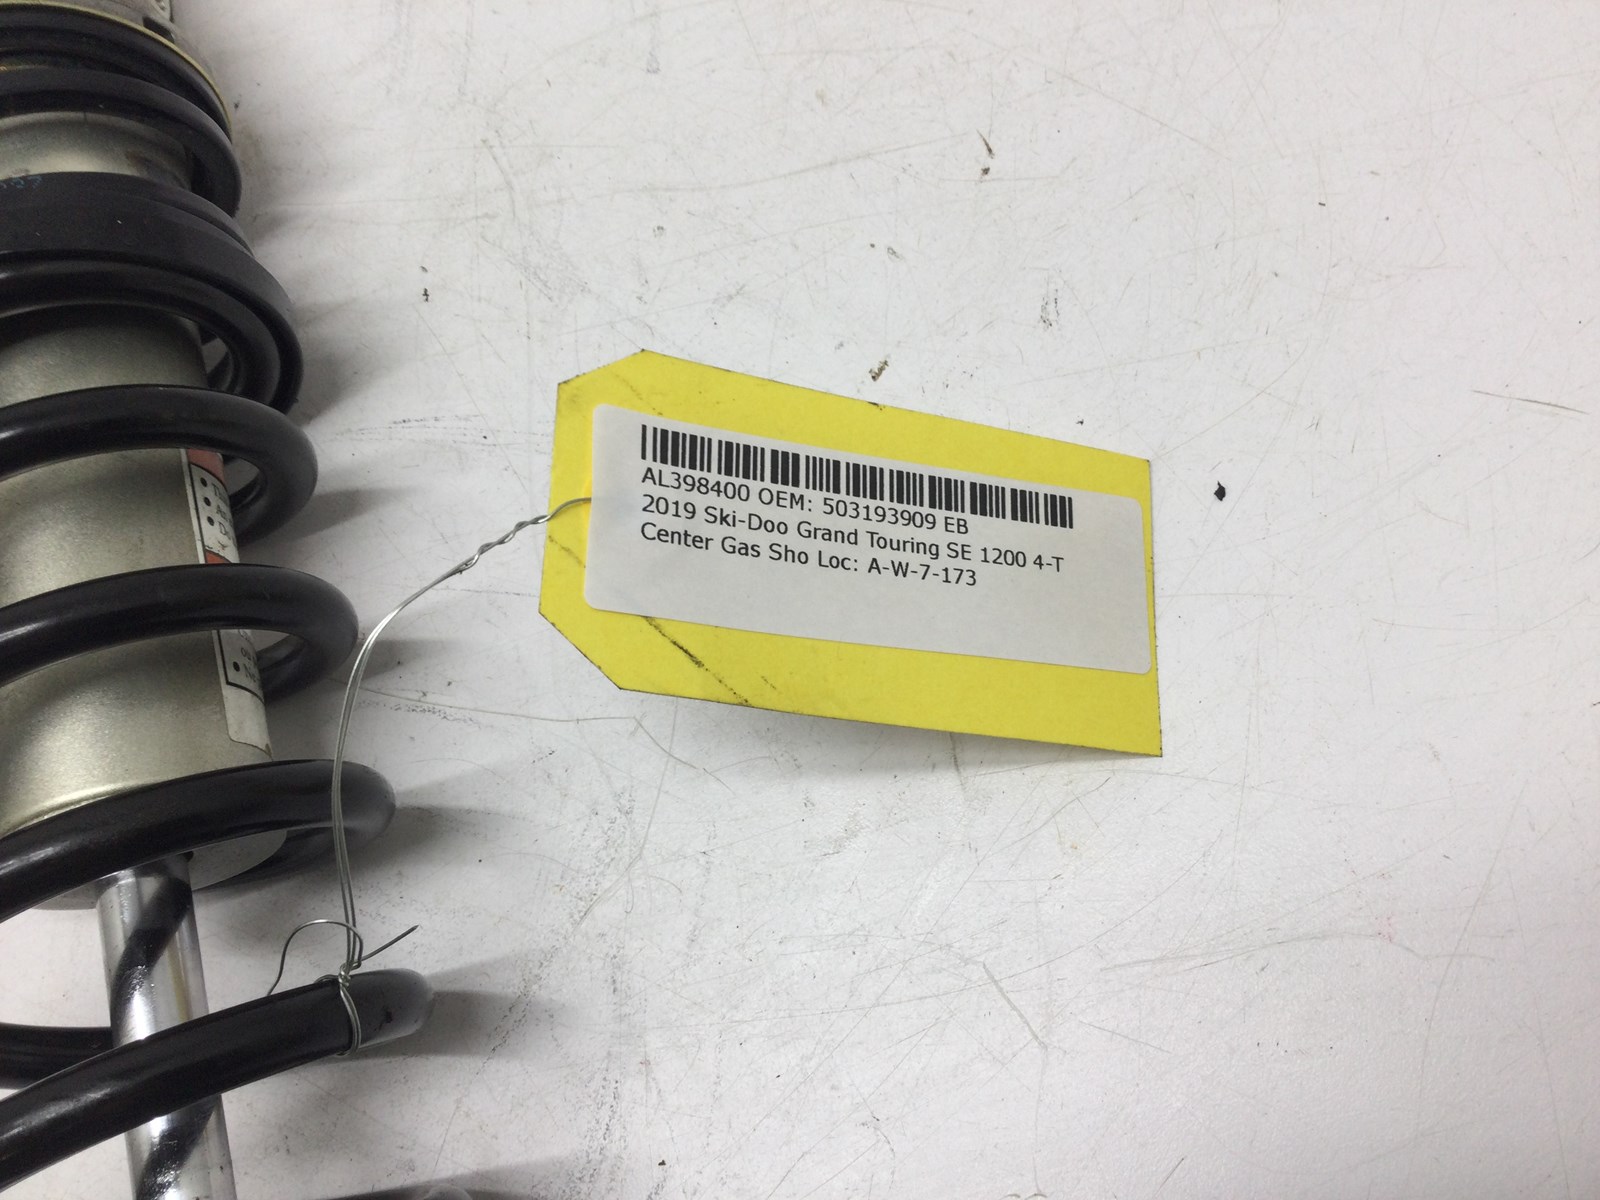 AL398400 OEM: 503193909 EB
2019 Ski-Doo Grand Touring SE 1200 4-T
Center Gas Sho Loc: A-W-7-173